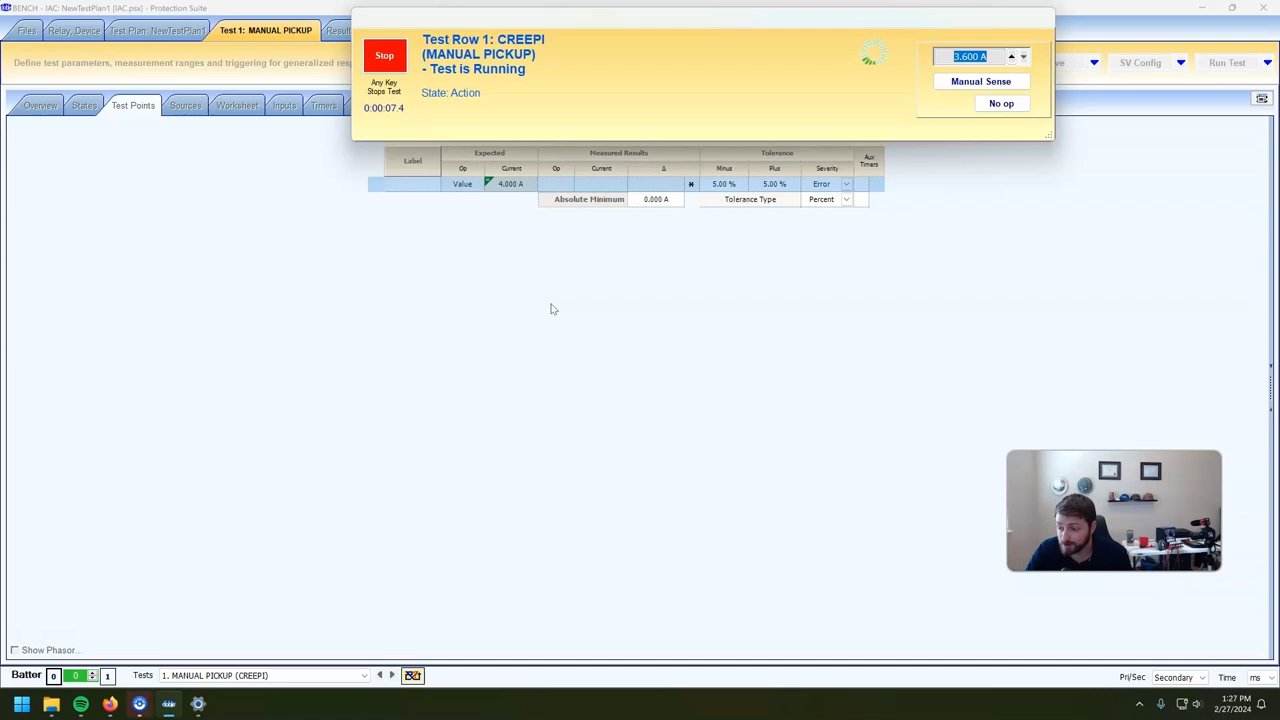 BENCH - IAC: NewTestPlan1 [IAC.psx] - Protection Suite
Files
Relay, Device
Test Plan: NewTestPlan1
Test 1: MANUAL PICKUP
Define test parameters, measurement ranges and triggering for generalized
SV Config
Run Test
Overview
States
Test Points
Sources
Worksheet
Inputs
Timers
Stop
Any Key
Stops Test
0:00:07.4
Test Row 1: CREEPI
(MANUAL PICKUP)
- Test is Running
State: Action
3.600 A
Manual Sense
No op
Label
Expected
Measured Results
Tolerance
Aux
Timers
Op
Current
Op
Current
Δ
Minus
Plus
Severity
Value
4.000 A
5.00 %
5.00 %
Error
Absolute Minimum
0.000 A
Tolerance Type
Percent
Show Phasor...
Batter
0
0
1
Tests
1. MANUAL PICKUP (CREEPI)
Pri/Sec
Secondary
Time
ms
doble
1:27 PM
2/27/2024